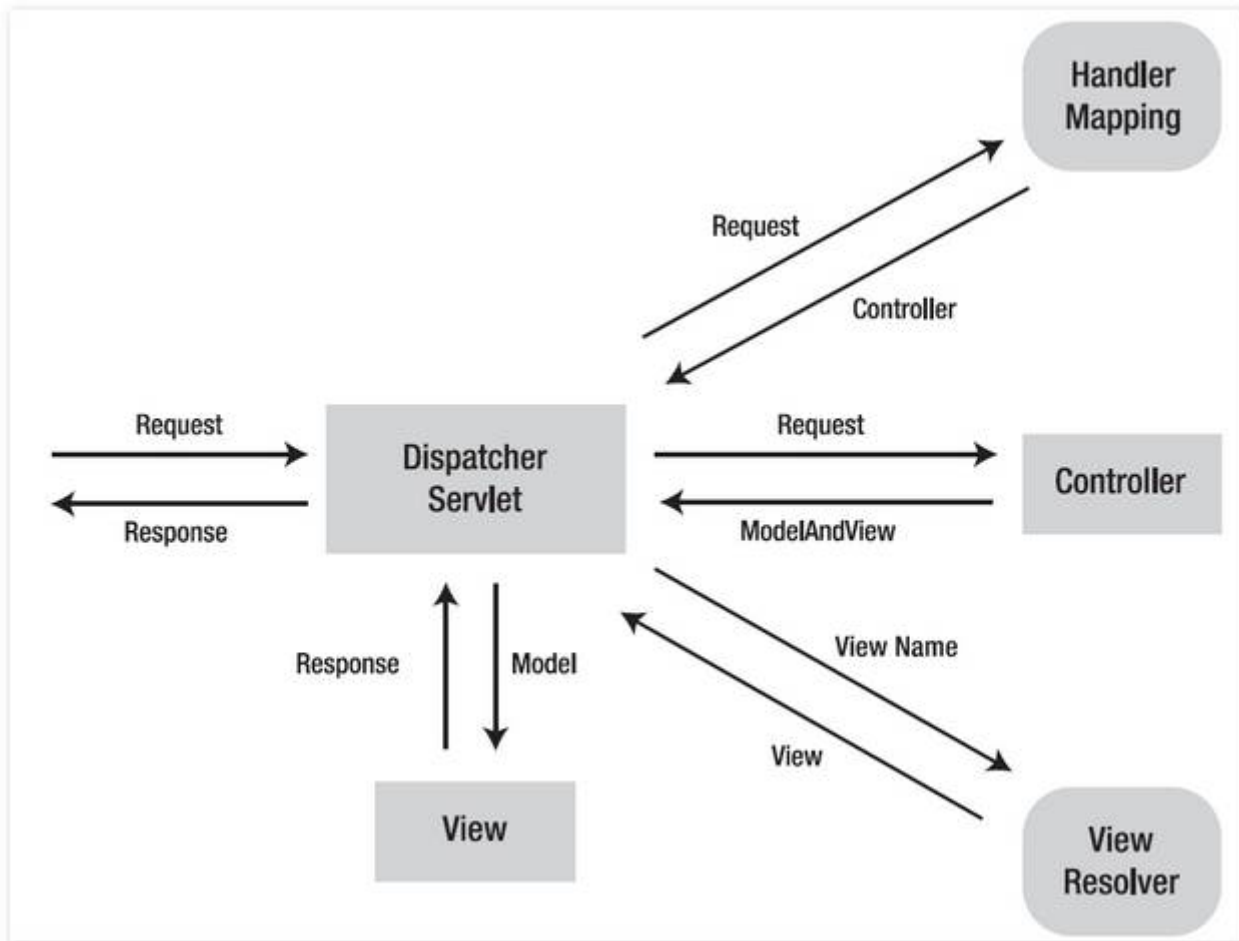 Handler
Mapping
Request
Controller
Request
Response
Dispatcher
Servlet
Request
ModelAndView
Controller
Response
Model
View Name
View
View
View
Resolver